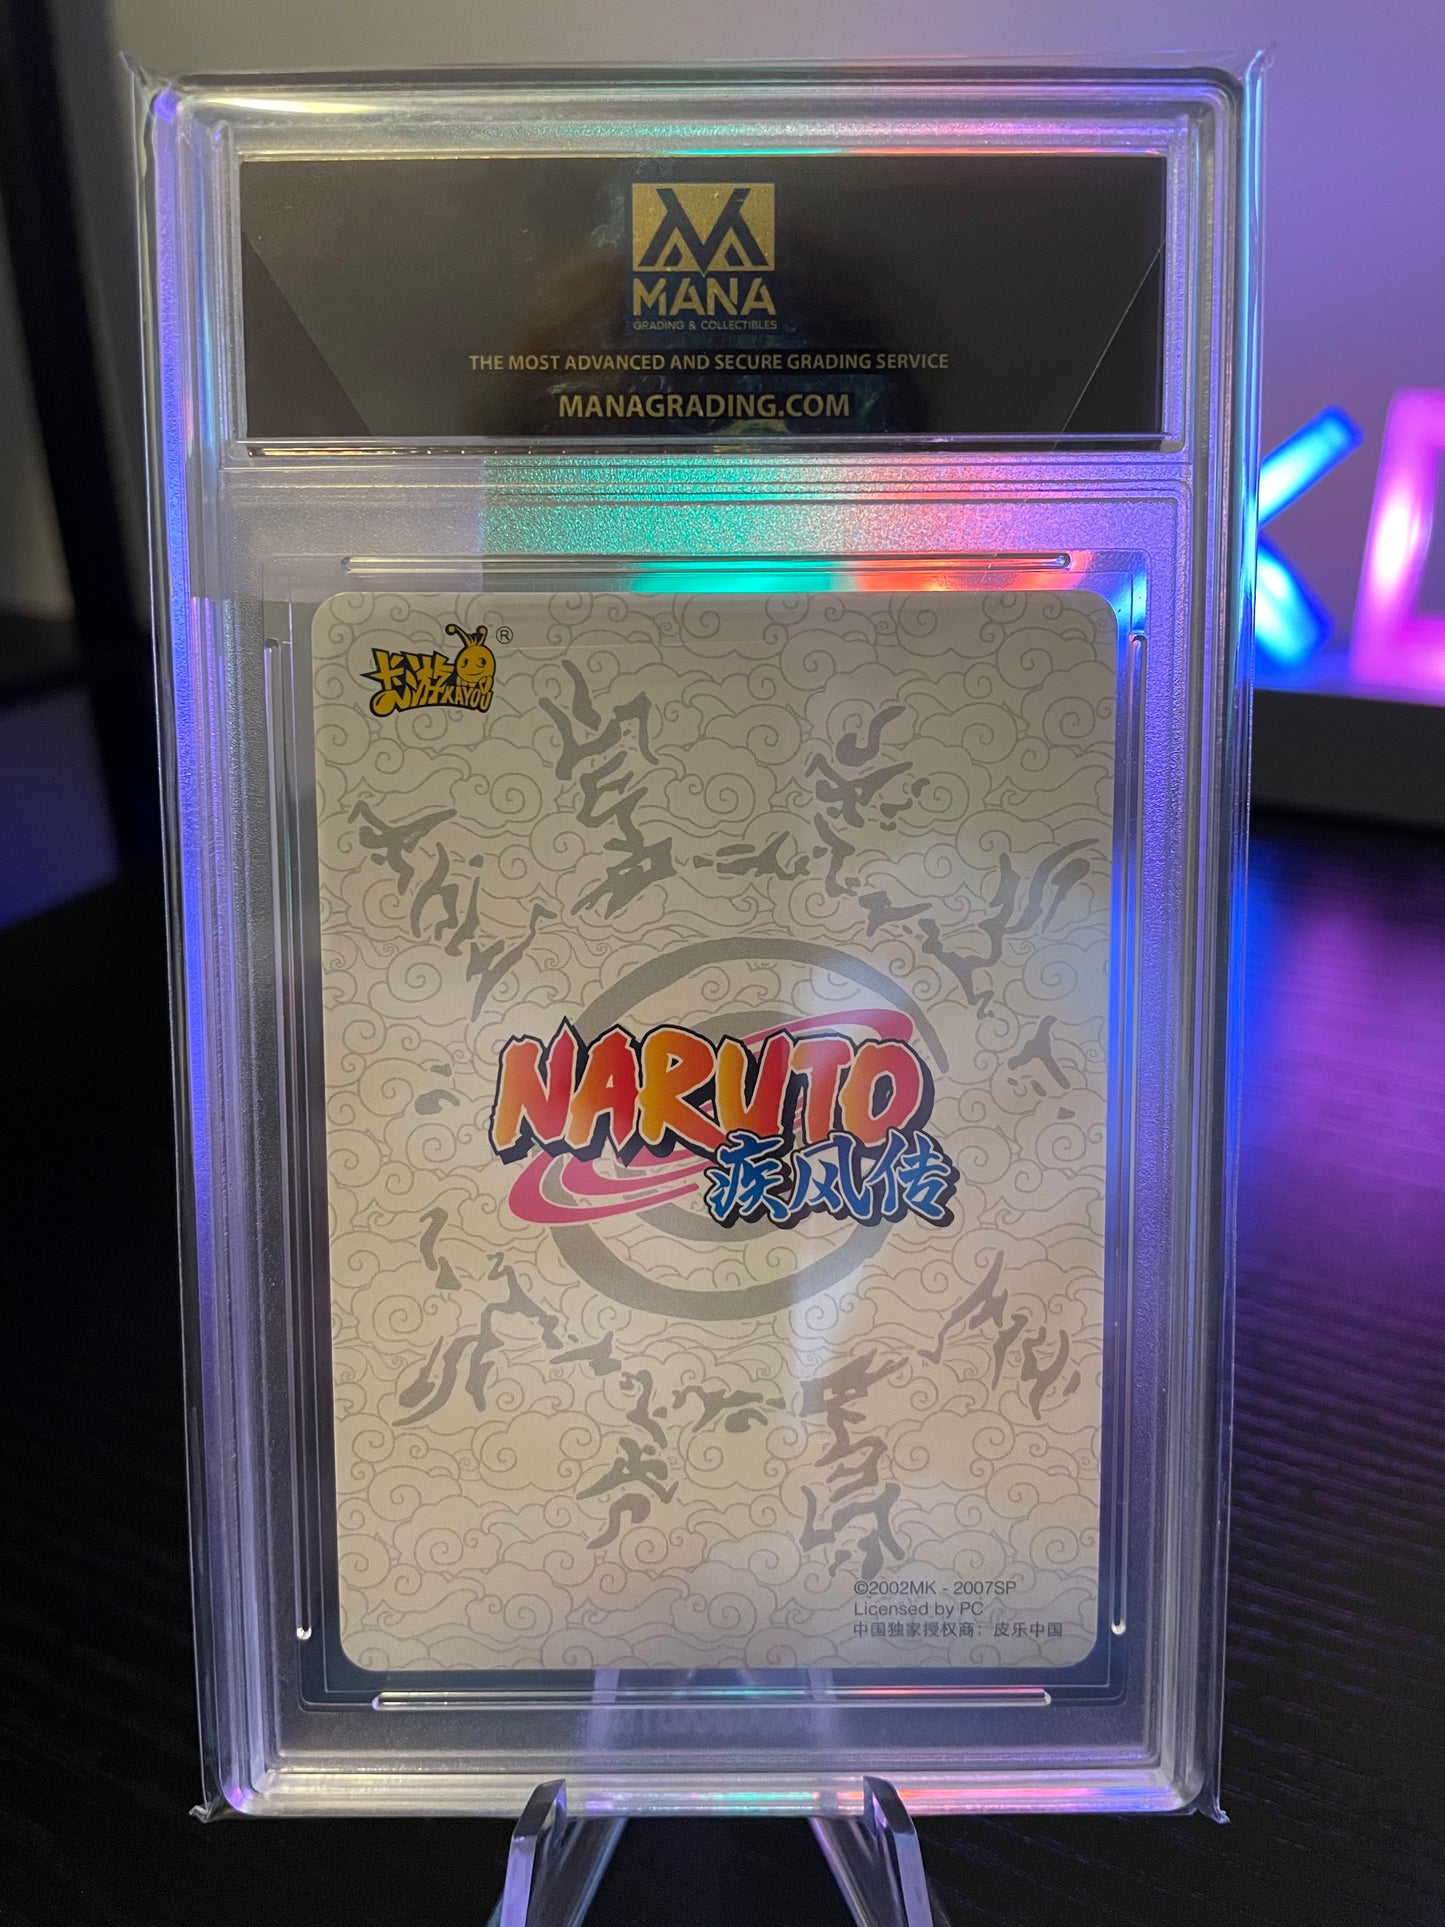 MANA
GRADING & COLLECTIBLES
THE MOST ADVANCED AND SECURE GRADING SERVICE
MANAGRADING.COM
卡游 KAYOU ®
NARUTO
疾风传
©2002MK - 2007SP
Licensed by PC
中国独家授权商：皮乐中国